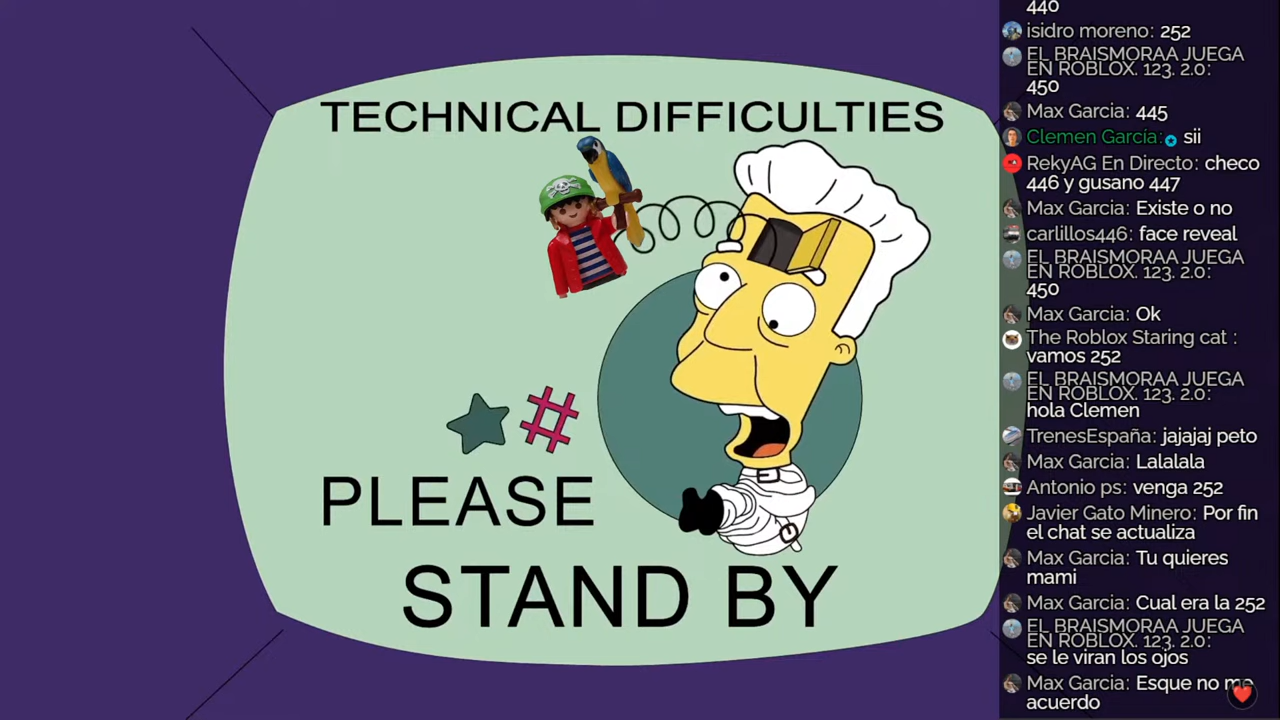 TECHNICAL DIFFICULTIES
#
PLEASE
STAND BY
440
isidro moreno: 252
EL BRAISMORAA JUEGA
EN ROBLOX. 123. 2.0:
450
Max Garcia: 445
Clemen García: sii
RekyAG En Directo: checo
446 y gusano 447
Max Garcia: Existe o no
carlillos446: face reveal
EL BRAISMORAA JUEGA
EN ROBLOX. 123. 2.0:
450
Max Garcia: Ok
The Roblox Staring cat :
vamos 252
EL BRAISMORAA JUEGA
EN ROBLOX. 123. 2.0:
hola Clemen
TrenesEspaña: jajajaj peto
Max Garcia: Lalalala
Antonio ps: venga 252
Javier Gato Minero: Por fin
el chat se actualiza
Max Garcia: Tu quieres
mami
Max Garcia: Cual era la 252
EL BRAISMORAA JUEGA
EN ROBLOX. 123. 2.0:
se le viran los ojos
Max Garcia: Esque no me
acuerdo